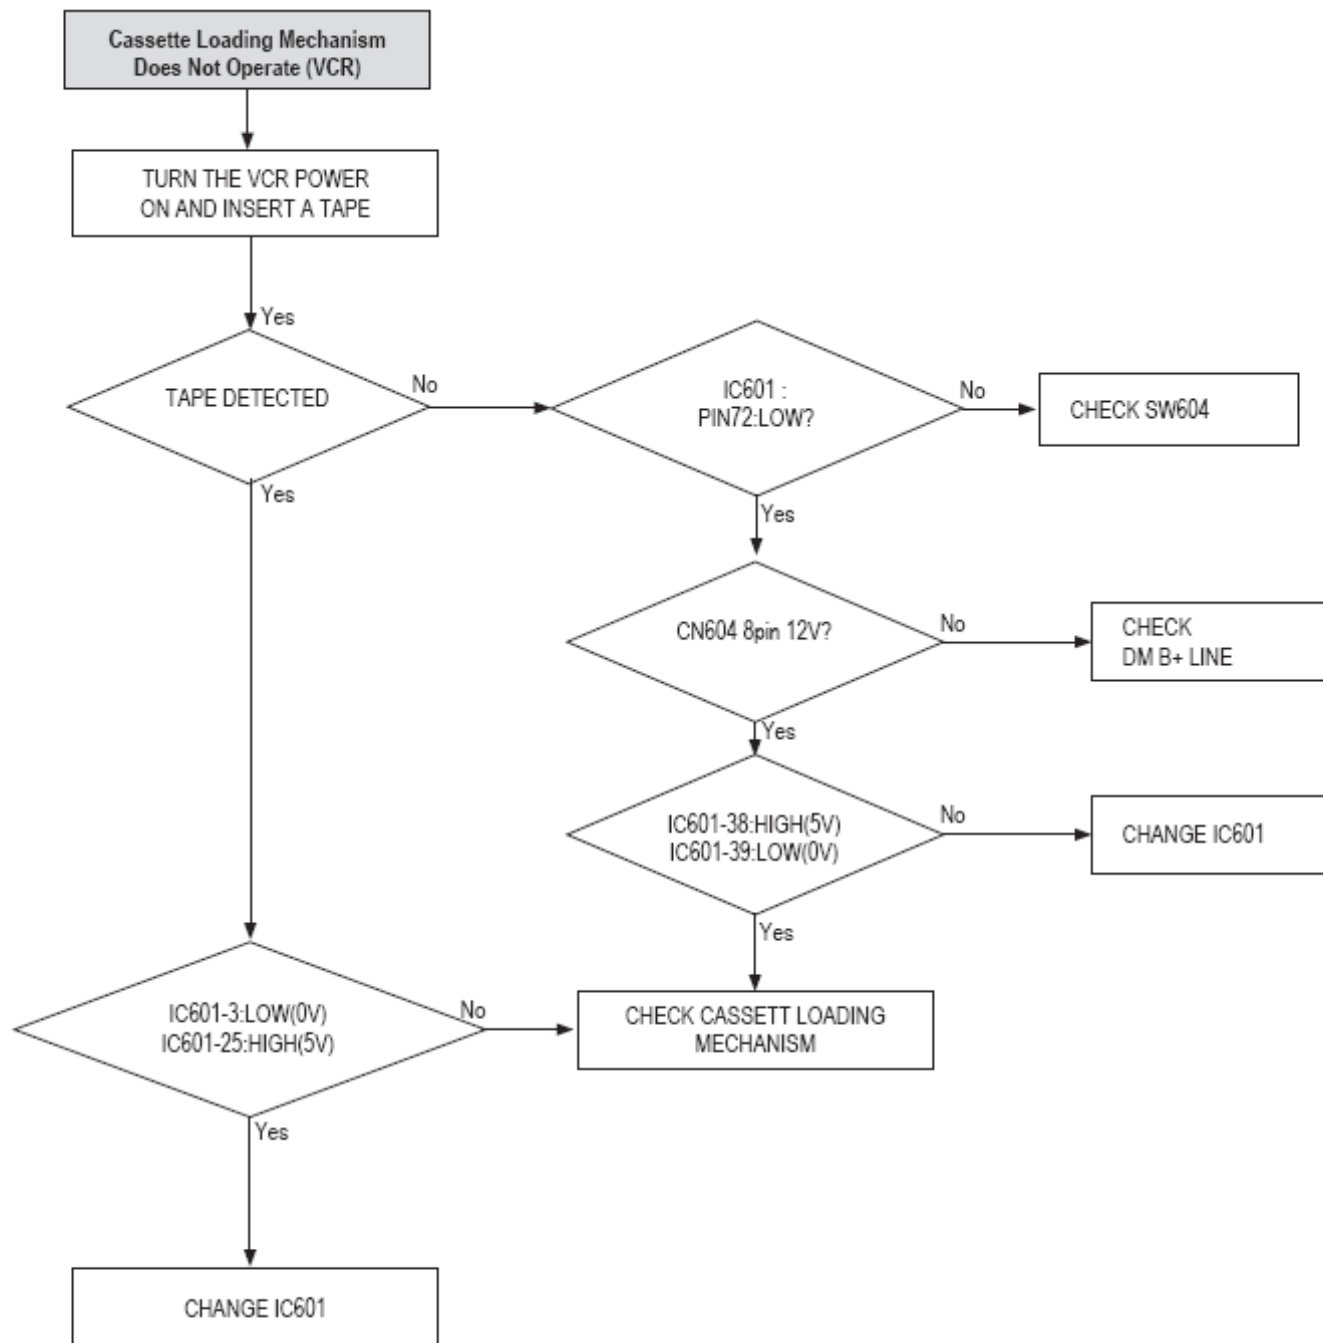 Cassette Loading Mechanism
Does Not Operate (VCR)
TURN THE VCR POWER
ON AND INSERT A TAPE
Yes
TAPE DETECTED
No
IC601 :
PIN72:LOW?
No
CHECK SW604
Yes
Yes
CN604 8pin 12V?
No
CHECK
DM B+ LINE
Yes
IC601-38:HIGH(5V)
IC601-39:LOW(0V)
No
CHANGE IC601
Yes
IC601-3:LOW(0V)
IC601-25:HIGH(5V)
No
CHECK CASSETT LOADING
MECHANISM
Yes
CHANGE IC601